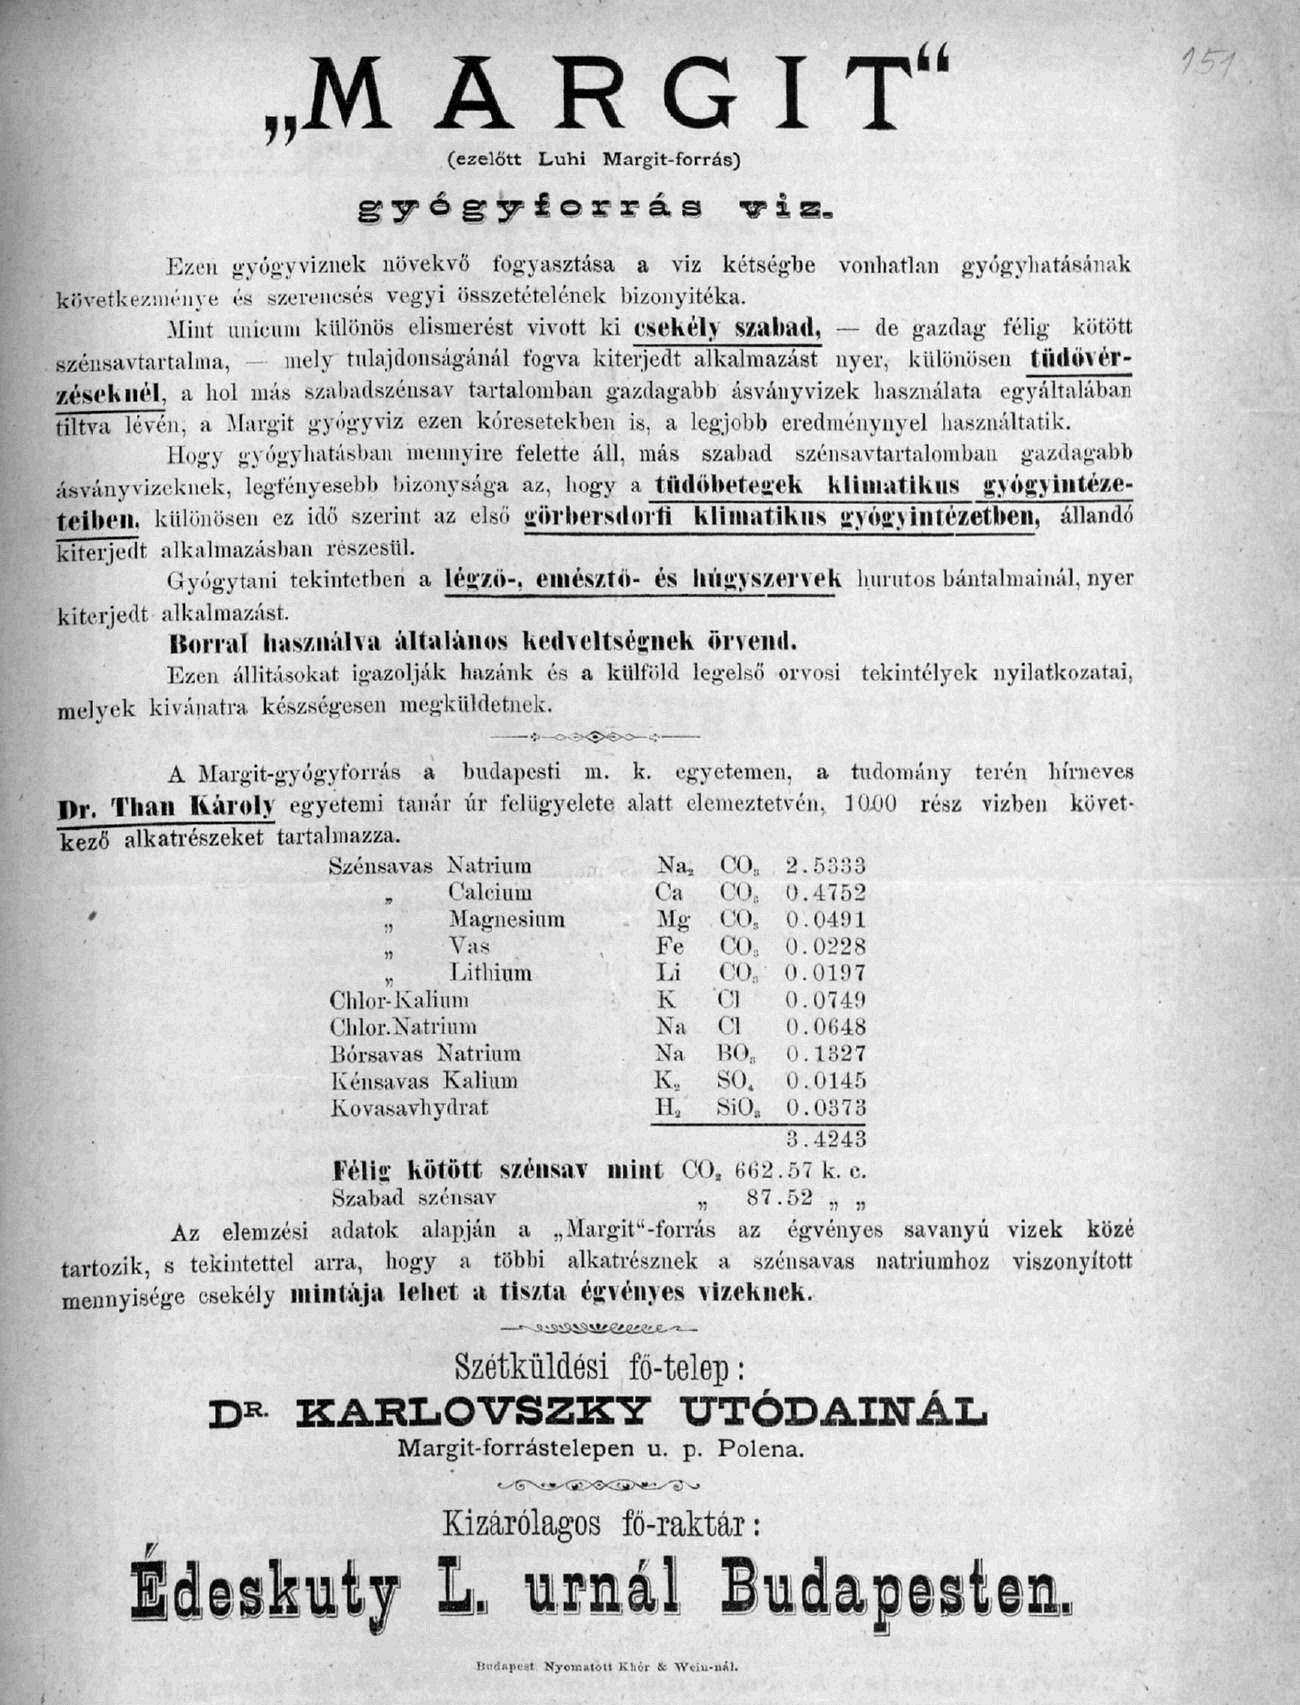 151
„MARGIT“
(ezelőtt Luhi Margit-forrás)
gyógyforrás viz.
Ezen gyógyviznek növekvő fogyasztása a viz kétségbe vonhatlan gyógyhatásának
következménye és szerencsés vegyi összetételének bizonyitéka.
Mint unicum különös elismerést vivott ki csekély szabad, — de gazdag félig kötött
szénsavtartalma, — mely tulajdonságánál fogva kiterjedt alkalmazást nyer, különösen tüdővér-
zéseknél, a hol más szabadszénsav tartalomban gazdagabb ásványvizek használata egyáltalában
tiltva lévén, a Margit gyógyviz ezen kóresetekben is, a legjobb eredménynyel használtatik.
Hogy gyógyhatásban mennyire felette áll, más szabad szénsavtartalomban gazdagabb
ásványvizeknek, legfényesebb bizonysága az, hogy a tüdőbetegek klimatikus gyógyintéze-
teiben, különösen ez idő szerint az első görbersdorfi klimatikus gyógyintézetben, állandó
kiterjedt alkalmazásban részesül.
Gyógytani tekintetben a légző-, emésztő- és húgyszervek hurutos bántalmainál, nyer
kiterjedt alkalmazást.
Borral használva általános kedveltségnek örvend.
Ezen állitásokat igazolják hazánk és a külföld legelső orvosi tekintélyek nyilatkozatai,
melyek kivánatra készségesen megküldetnek.
A Margit-gyógyforrás a budapesti m. k. egyetemen, a tudomány terén hírneves
Dr. Than Károly egyetemi tanár úr felügyelete alatt elemeztetvén, 1000 rész vizben követ-
kező alkatrészeket tartalmazza.
Szénsavas Natrium Na₂ CO₃ 2.5333
„ Calcium Ca CO₃ 0.4752
„ Magnesium Mg CO₃ 0.0491
„ Vas Fe CO₃ 0.0228
„ Lithium Li CO₃ 0.0197
Chlor-Kalium K Cl 0.0749
Chlor.Natrium Na Cl 0.0648
Bórsavas Natrium Na BO₃ 0.1327
Kénsavas Kalium K₂ SO₄ 0.0145
Kovasavhydrat H₂ SiO₃ 0.0373
3.4243
Félig kötött szénsav mint CO₂ 662.57 k. c.
Szabad szénsav „ 87.52 „ „
Az elemzési adatok alapján a „Margit“-forrás az égvényes savanyú vizek közé
tartozik, s tekintettel arra, hogy a többi alkatrésznek a szénsavas natriumhoz viszonyított
mennyisége csekély mintája lehet a tiszta égvényes vizeknek.
Szétküldési fő-telep:
DR. KARLOVSZKY UTÓDAINÁL
Margit-forrástelepen u. p. Polena.
Kizárólagos fő-raktár:
Édeskuty L. urnál Budapesten.
Budapest Nyomatott Khór & Wein-nál.